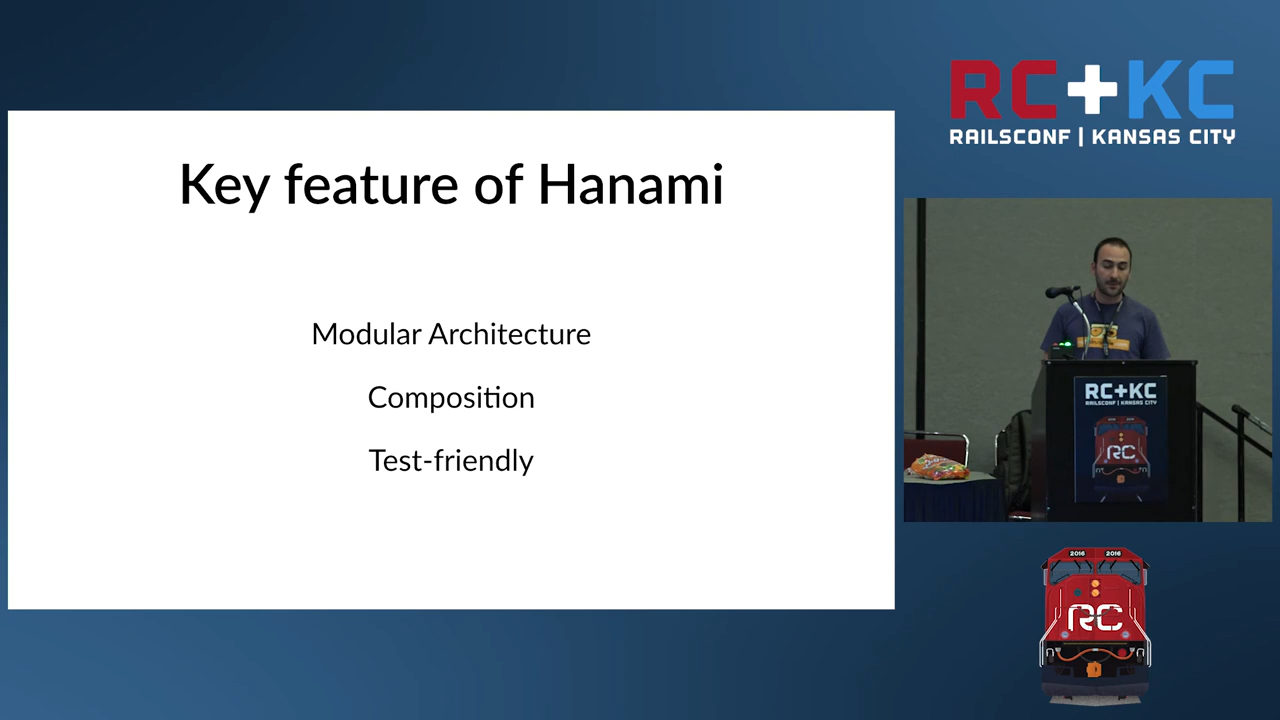 Key feature of Hanami
Modular Architecture
Composition
Test-friendly
RC+KC
RAILSCONF | KANSAS CITY
RC+KC
RAILSCONF | KANSAS CITY
RC
2016 2016
RC